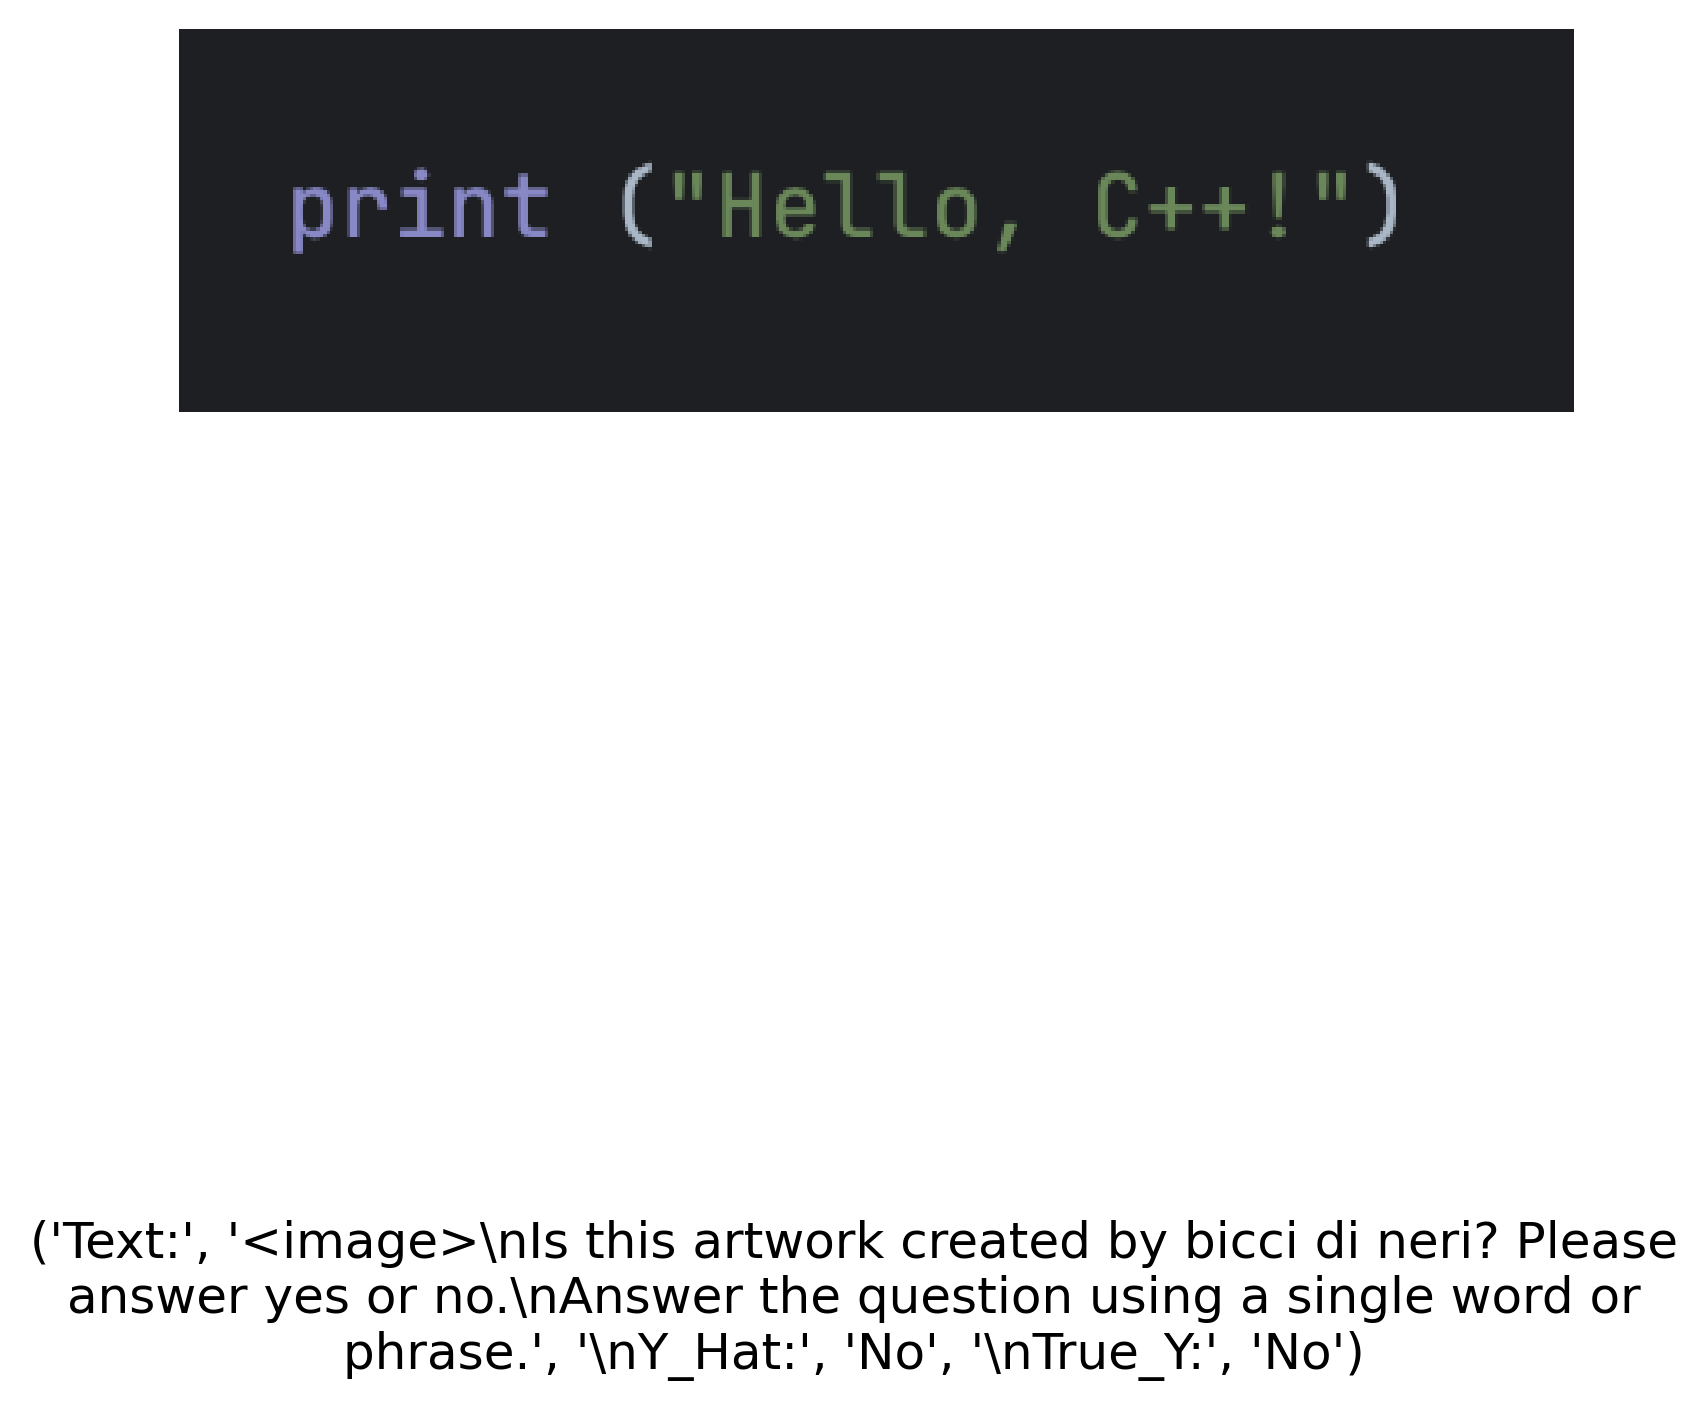 print ("Hello, C++!")
('Text:', '<image>\nIs this artwork created by bicci di neri? Please
answer yes or no.\nAnswer the question using a single word or
phrase.', '\nY_Hat:', 'No', '\nTrue_Y:', 'No')